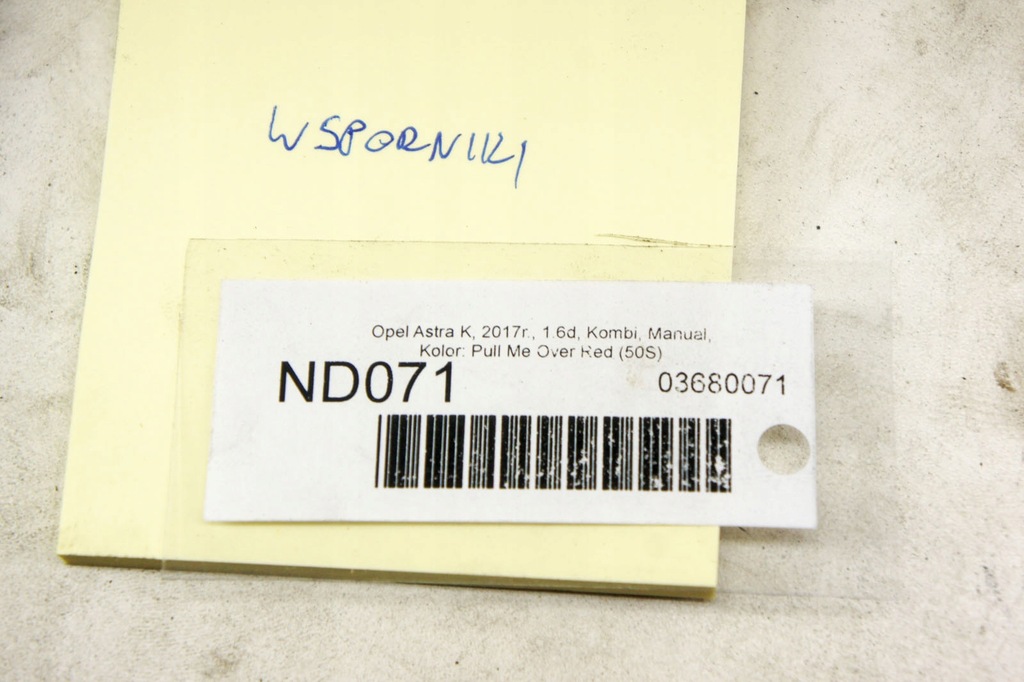 WSPORNIKI
Opel Astra K, 2017r., 1.6d, Kombi, Manual,
Kolor: Pull Me Over Red (50S)
ND071
03680071